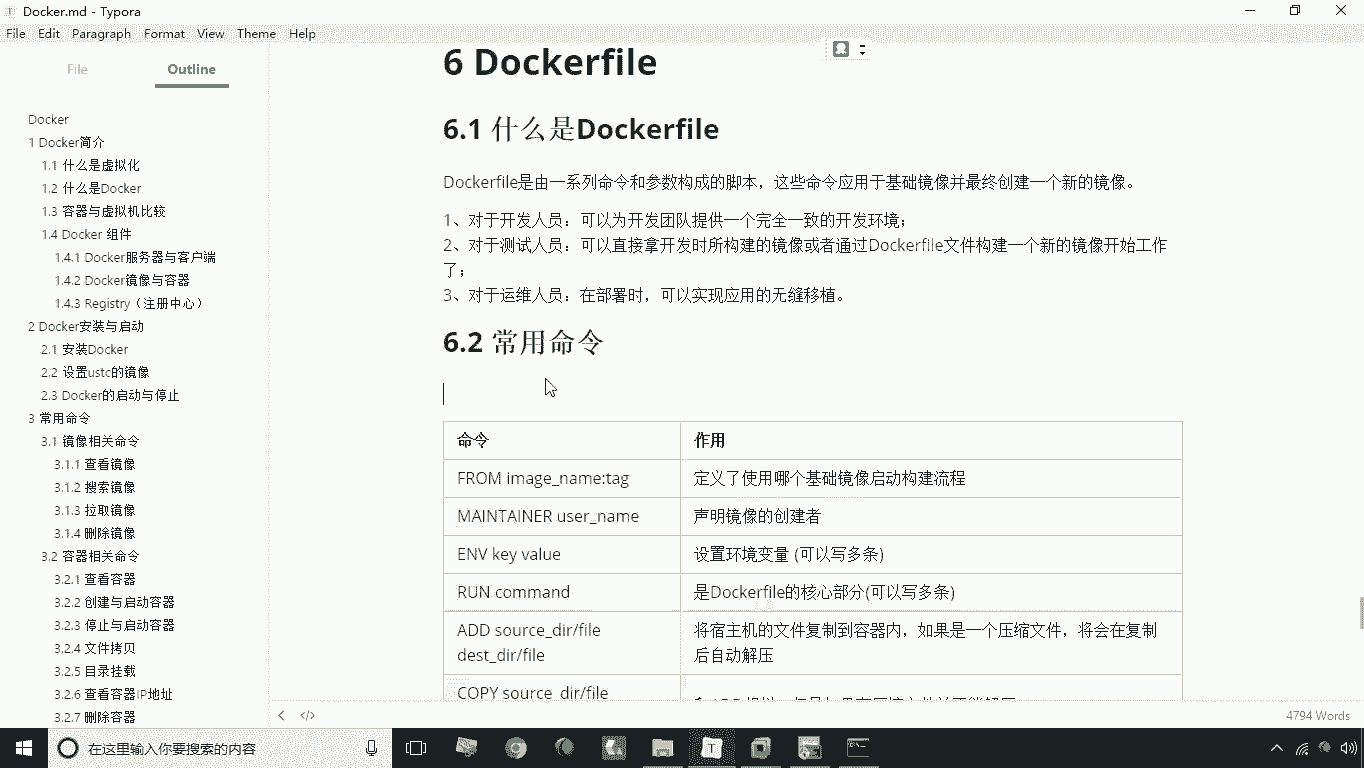 Docker.md - Typora
File Edit Paragraph Format View Theme Help
File Outline
Docker
1 Docker简介
1.1 什么是虚拟化
1.2 什么是Docker
1.3 容器与虚拟机比较
1.4 Docker 组件
1.4.1 Docker服务器与客户端
1.4.2 Docker镜像与容器
1.4.3 Registry（注册中心）
2 Docker安装与启动
2.1 安装Docker
2.2 设置ustc的镜像
2.3 Docker的启动与停止
3 常用命令
3.1 镜像相关命令
3.1.1 查看镜像
3.1.2 搜索镜像
3.1.3 拉取镜像
3.1.4 删除镜像
3.2 容器相关命令
3.2.1 查看容器
3.2.2 创建与启动容器
3.2.3 停止与启动容器
3.2.4 文件拷贝
3.2.5 目录挂载
3.2.6 查看容器IP地址
3.2.7 删除容器
6 Dockerfile
6.1 什么是Dockerfile
Dockerfile是由一系列命令和参数构成的脚本，这些命令应用于基础镜像并最终创建一个新的镜像。
1、对于开发人员：可以为开发团队提供一个完全一致的开发环境；
2、对于测试人员：可以直接拿开发时所构建的镜像或者通过Dockerfile文件构建一个新的镜像开始工作
了；
3、对于运维人员：在部署时，可以实现应用的无缝移植。
6.2 常用命令
命令 作用
FROM image_name:tag 定义了使用哪个基础镜像启动构建流程
MAINTAINER user_name 声明镜像的创建者
ENV key value 设置环境变量 (可以写多条)
RUN command 是Dockerfile的核心部分(可以写多条)
ADD source_dir/file
dest_dir/file
将宿主机的文件复制到容器内，如果是一个压缩文件，将会在复制
后自动解压
COPY source_dir/file
4794 Words
在这里输入你要搜索的内容